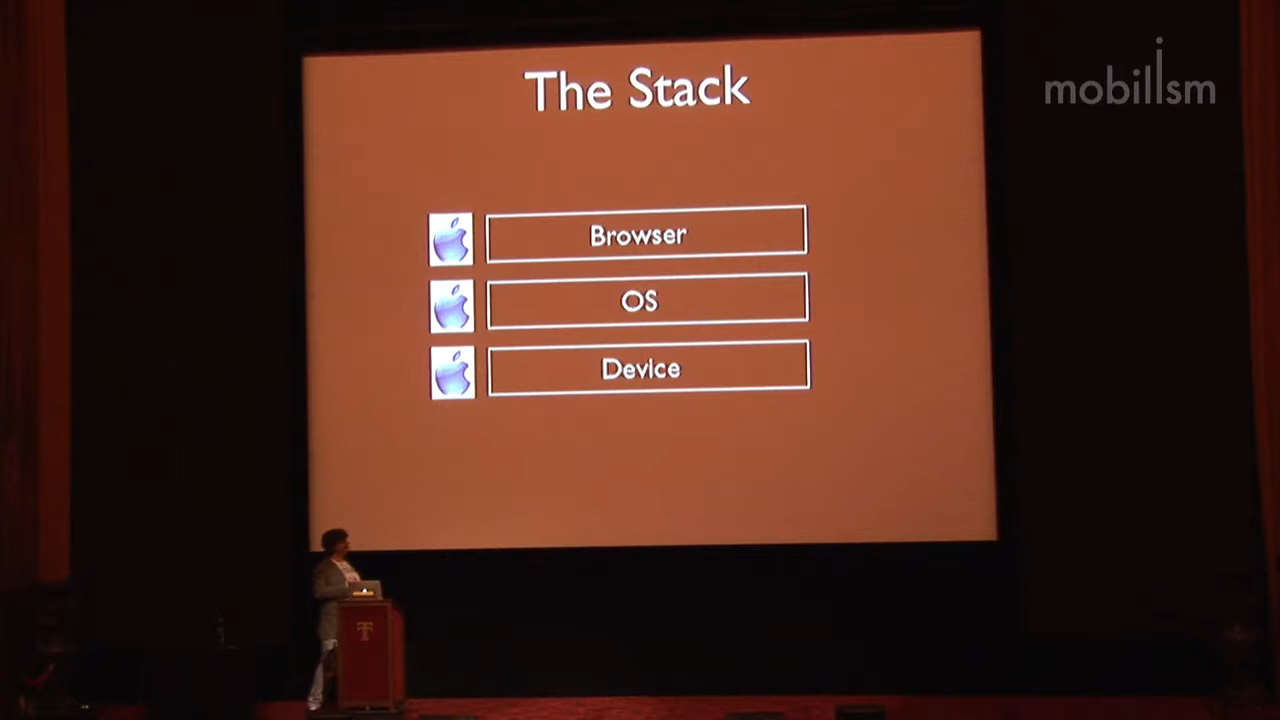 The Stack
mobilism
Browser
OS
Device
T